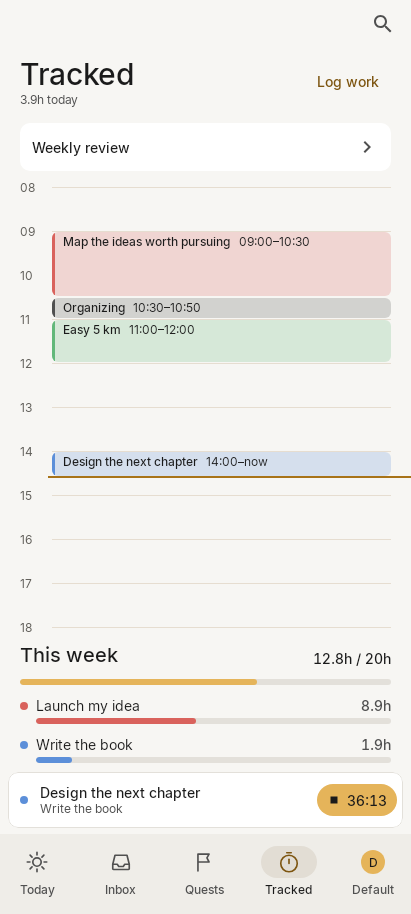 Tracked
3.9h today
Log work
Weekly review
08
09
Map the ideas worth pursuing 09:00–10:30
10
Organizing 10:30–10:50
11
Easy 5 km 11:00–12:00
12
13
14
Design the next chapter 14:00–now
15
16
17
18
This week
12.8h / 20h
Launch my idea 8.9h
Write the book 1.9h
Design the next chapter
Write the book
36:13
D
Today Inbox Quests Tracked Default